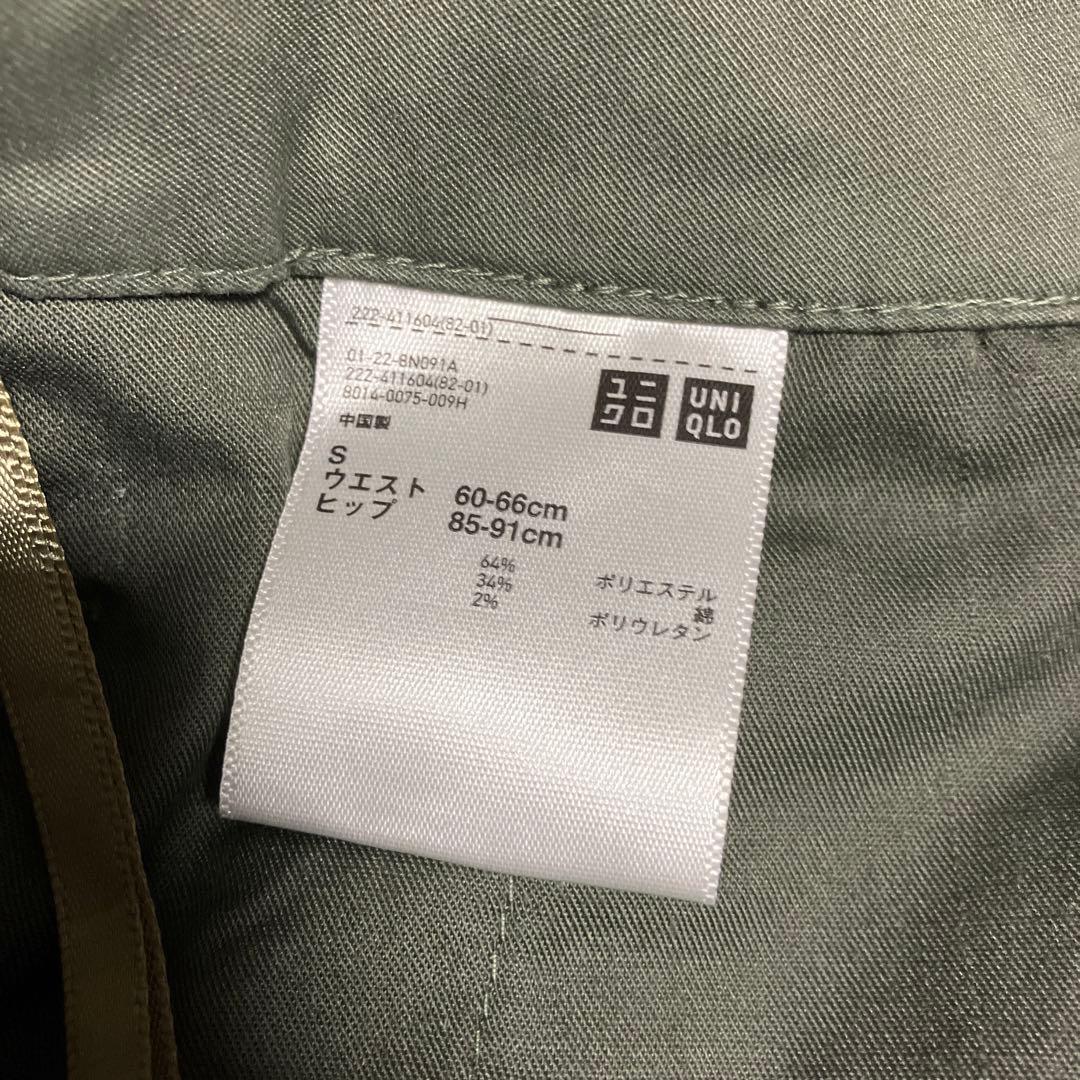 222-411604(82-01)
01-22-8N091A
222-411604(82-01)
8014-0075-009H
中国製
ユニ
クロ
UNI
QLO
S
ウエスト 60-66cm
ヒップ 85-91cm
64% ポリエステル
34% 綿
2% ポリウレタン